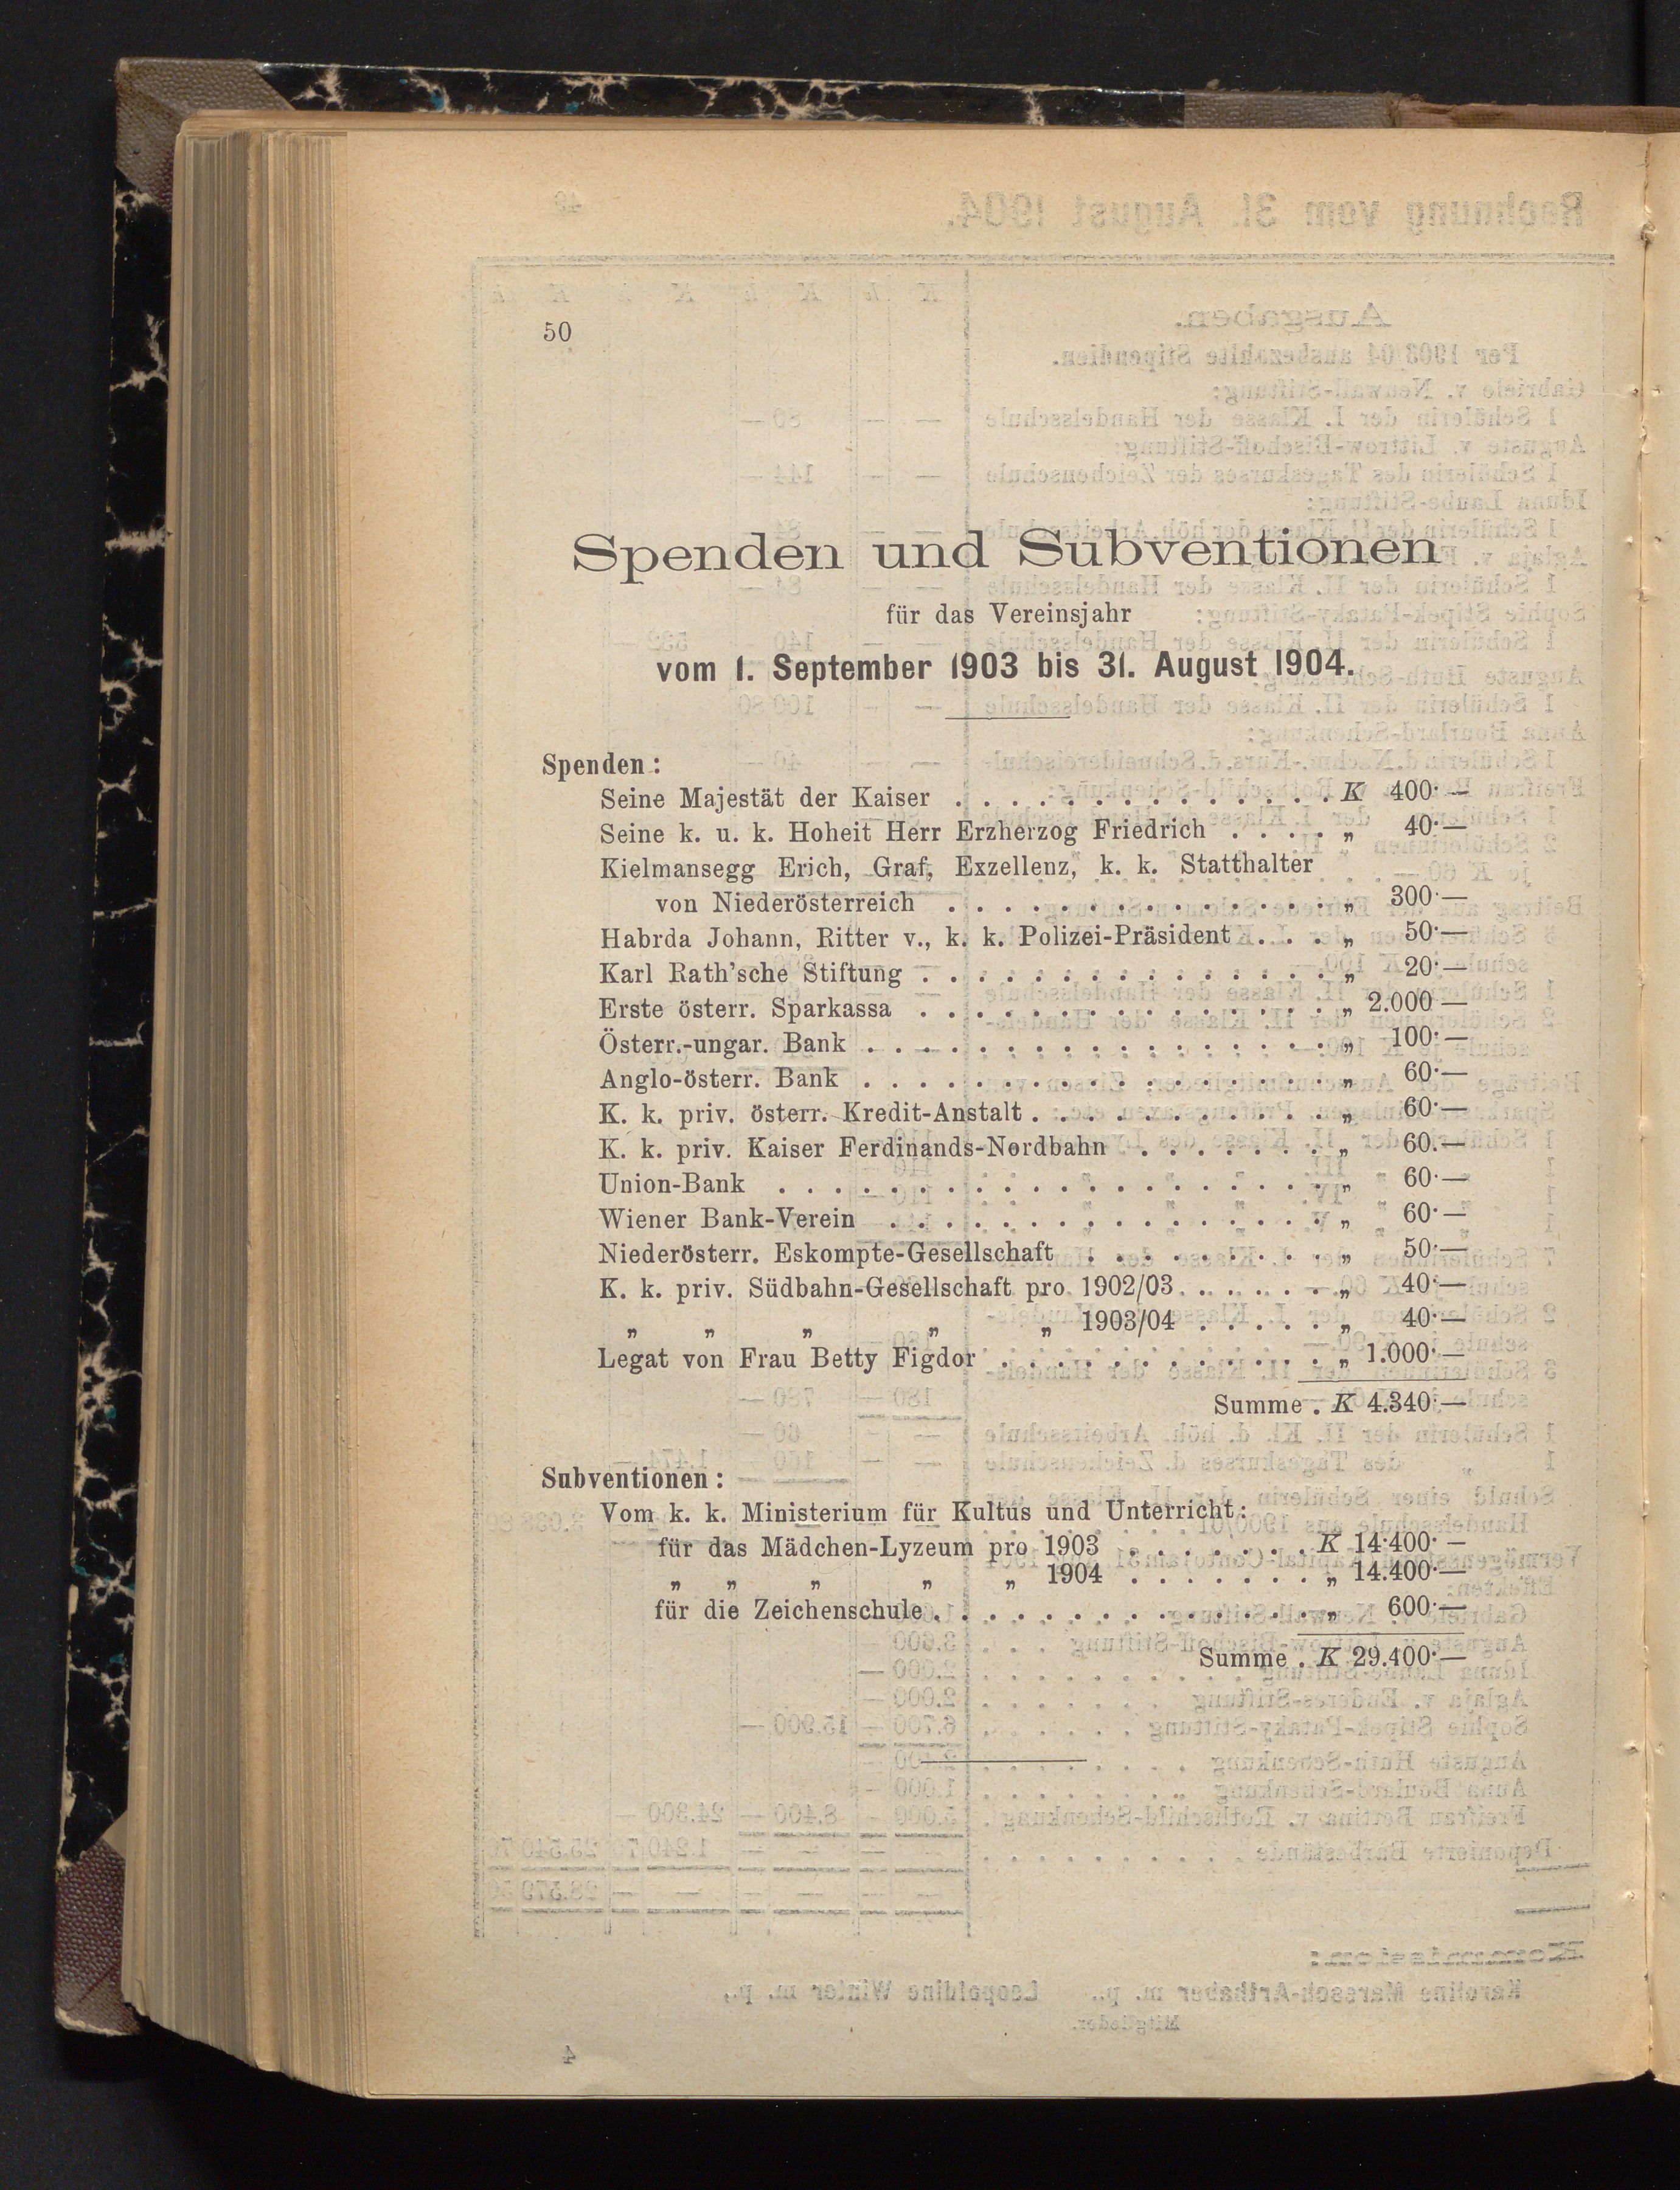 50
Spenden und Subventionen
für das Vereinsjahr
vom 1. September 1903 bis 31. August 1904.
Spenden:
Seine Majestät der Kaiser . . . . . . . . . . . . . . K 400·—
Seine k. u. k. Hoheit Herr Erzherzog Friedrich . . . . „ 40·—
Kielmansegg Erich, Graf, Exzellenz, k. k. Statthalter
von Niederösterreich . . . . . . . . . . . . . . „ 300·—
Habrda Johann, Ritter v., k. k. Polizei-Präsident . . . „ 50·—
Karl Rath'sche Stiftung . . . . . . . . . . . . . . . „ 20·—
Erste österr. Sparkassa . . . . . . . . . . . . . . . „ 2.000·—
Österr.-ungar. Bank . . . . . . . . . . . . . . . . . „ 100·—
Anglo-österr. Bank . . . . . . . . . . . . . . . . . „ 60·—
K. k. priv. österr. Kredit-Anstalt . . . . . . . . . . . „ 60·—
K. k. priv. Kaiser Ferdinands-Nordbahn . . . . . . . „ 60.—
Union-Bank . . . . . . . . . . . . . . . . . . . . „ 60·—
Wiener Bank-Verein . . . . . . . . . . . . . . . . „ 60·—
Niederösterr. Eskompte-Gesellschaft . . . . . . . . . „ 50·—
K. k. priv. Südbahn-Gesellschaft pro 1902/03 . . . . . . „ 40·—
„ „ „ „ „ 1903/04 . . . . . „ 40·—
Legat von Frau Betty Figdor . . . . . . . . . . . . „ 1.000·—
Summe . K 4.340·—
Subventionen:
Vom k. k. Ministerium für Kultus und Unterricht:
für das Mädchen-Lyzeum pro 1903 . . . . . . . K 14·400·—
„ „ „ „ „ 1904 . . . . . . . „ 14.400·—
für die Zeichenschule . . . . . . . . . . . . . . „ 600·—
Summe . K 29.400·—